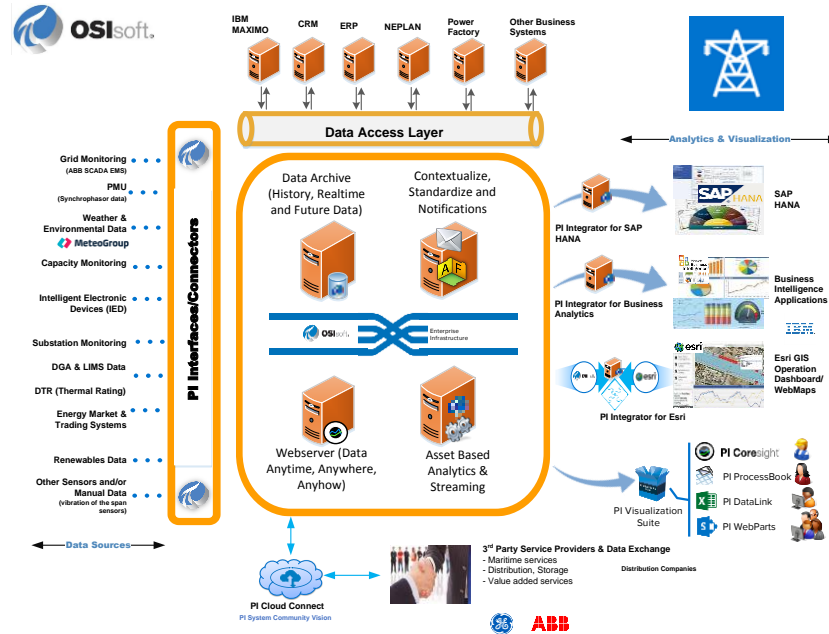 OSIsoft.
IBM
MAXIMO
CRM
ERP
NEPLAN
Power
Factory
Other Business
Systems
Data Access Layer
Analytics & Visualization
Grid Monitoring
(ABB SCADA EMS)
PMU
(Synchrophasor data)
Weather &
Environmental Data
MeteoGroup
Capacity Monitoring
Intelligent Electronic
Devices (IED)
Substation Monitoring
DGA & LIMS Data
DTR (Thermal Rating)
Energy Market &
Trading Systems
Renewables Data
Other Sensors and/or
Manual Data
(vibration of the span
sensors)
Data Sources
PI Interfaces/Connectors
Data Archive
(History, Realtime
and Future Data)
Contextualize,
Standardize and
Notifications
A F
OSIsoft.
Enterprise
Infrastructure
Webserver (Data
Anytime, Anywhere,
Anyhow)
Asset Based
Analytics &
Streaming
PI Integrator for SAP
HANA
SAP
HANA
SAP
HANA
PI Integrator for Business
Analytics
Business
Intelligence
Applications
IBM
esri
esri
PI Integrator for Esri
Esri GIS
Operation
Dashboard/
WebMaps
PI Visualization
Suite
PI Coresight
PI ProcessBook
PI DataLink
PI WebParts
PI Cloud Connect
PI System Community Vision
3rd Party Service Providers & Data Exchange
- Maritime services
- Distribution, Storage
- Value added services
Distribution Companies
ABB